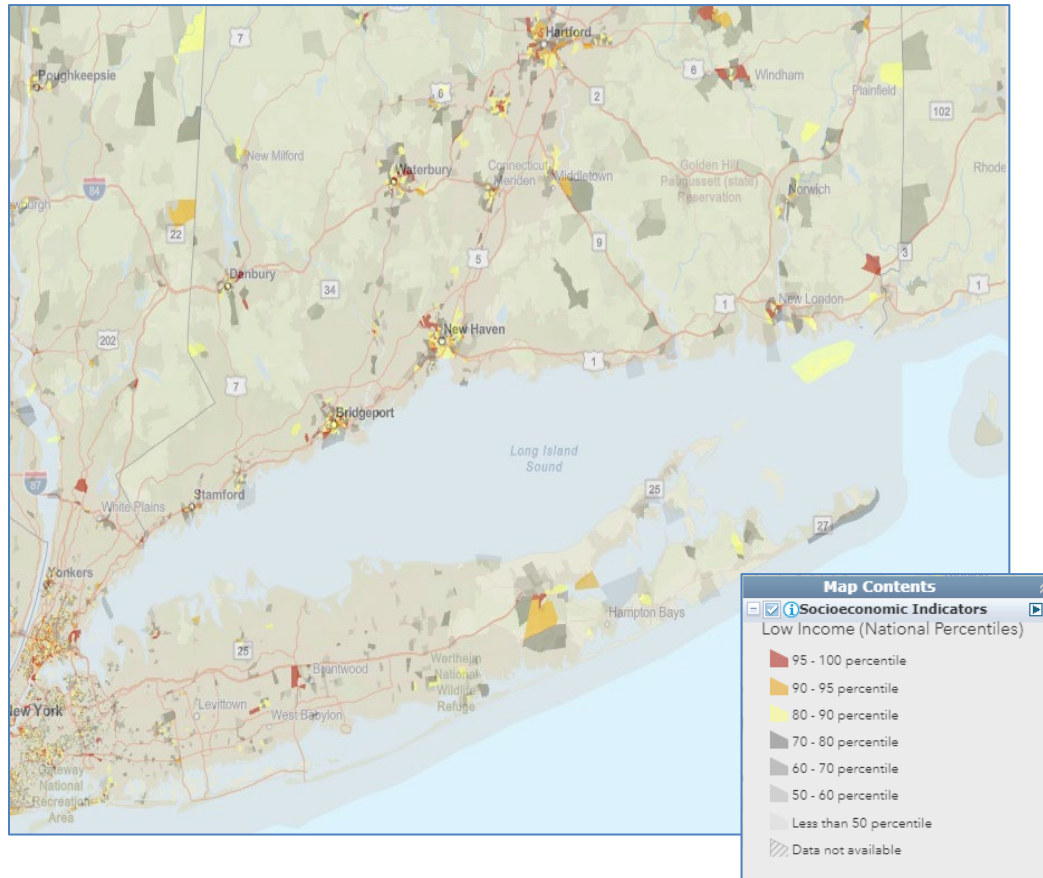 Hartford
7
Poughkeepsie
6
Windham
6
Plainfield
2
102
New Milford
Waterbury
Connecticut
Meriden
Middletown
Golden Hill
Paugussett (state)
Reservation
Rhode
84
Norwich
22
9
5
3
Danbury
34
1
1
New London
New Haven
202
1
7
Bridgeport
Long Island
Sound
87
25
Stamford
White Plains
27
Yonkers
Hampton Bays
25
Brentwood
Wertheim
National
Wildlife
Refuge
Levittown
New York
West Babylon
Gateway
National
Recreation
Area
Map Contents
Socioeconomic Indicators
Low Income (National Percentiles)
95 - 100 percentile
90 - 95 percentile
80 - 90 percentile
70 - 80 percentile
60 - 70 percentile
50 - 60 percentile
Less than 50 percentile
Data not available